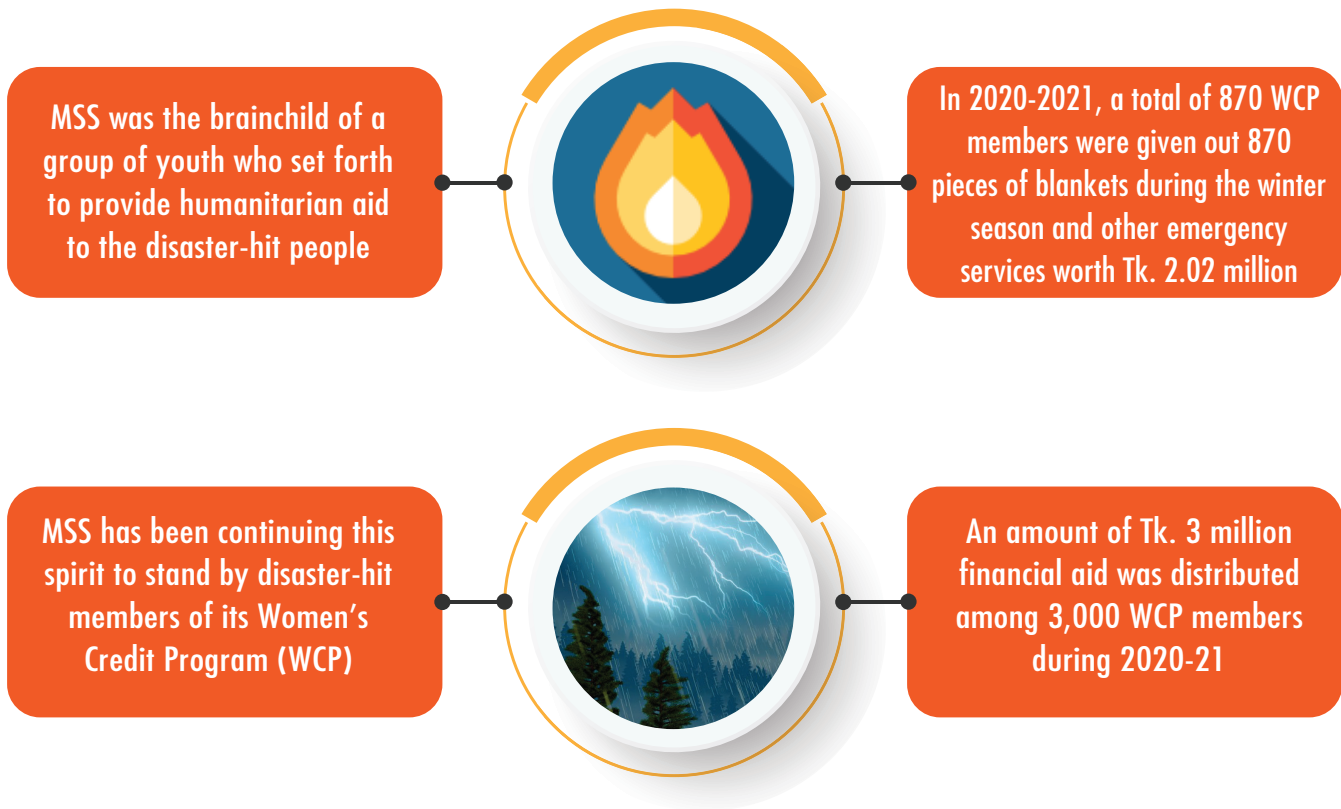 MSS was the brainchild of a
group of youth who set forth
to provide humanitarian aid
to the disaster-hit people
In 2020-2021, a total of 870 WCP
members were given out 870
pieces of blankets during the winter
season and other emergency
services worth Tk. 2.02 million
MSS has been continuing this
spirit to stand by disaster-hit
members of its Women’s
Credit Program (WCP)
An amount of Tk. 3 million
financial aid was distributed
among 3,000 WCP members
during 2020-21